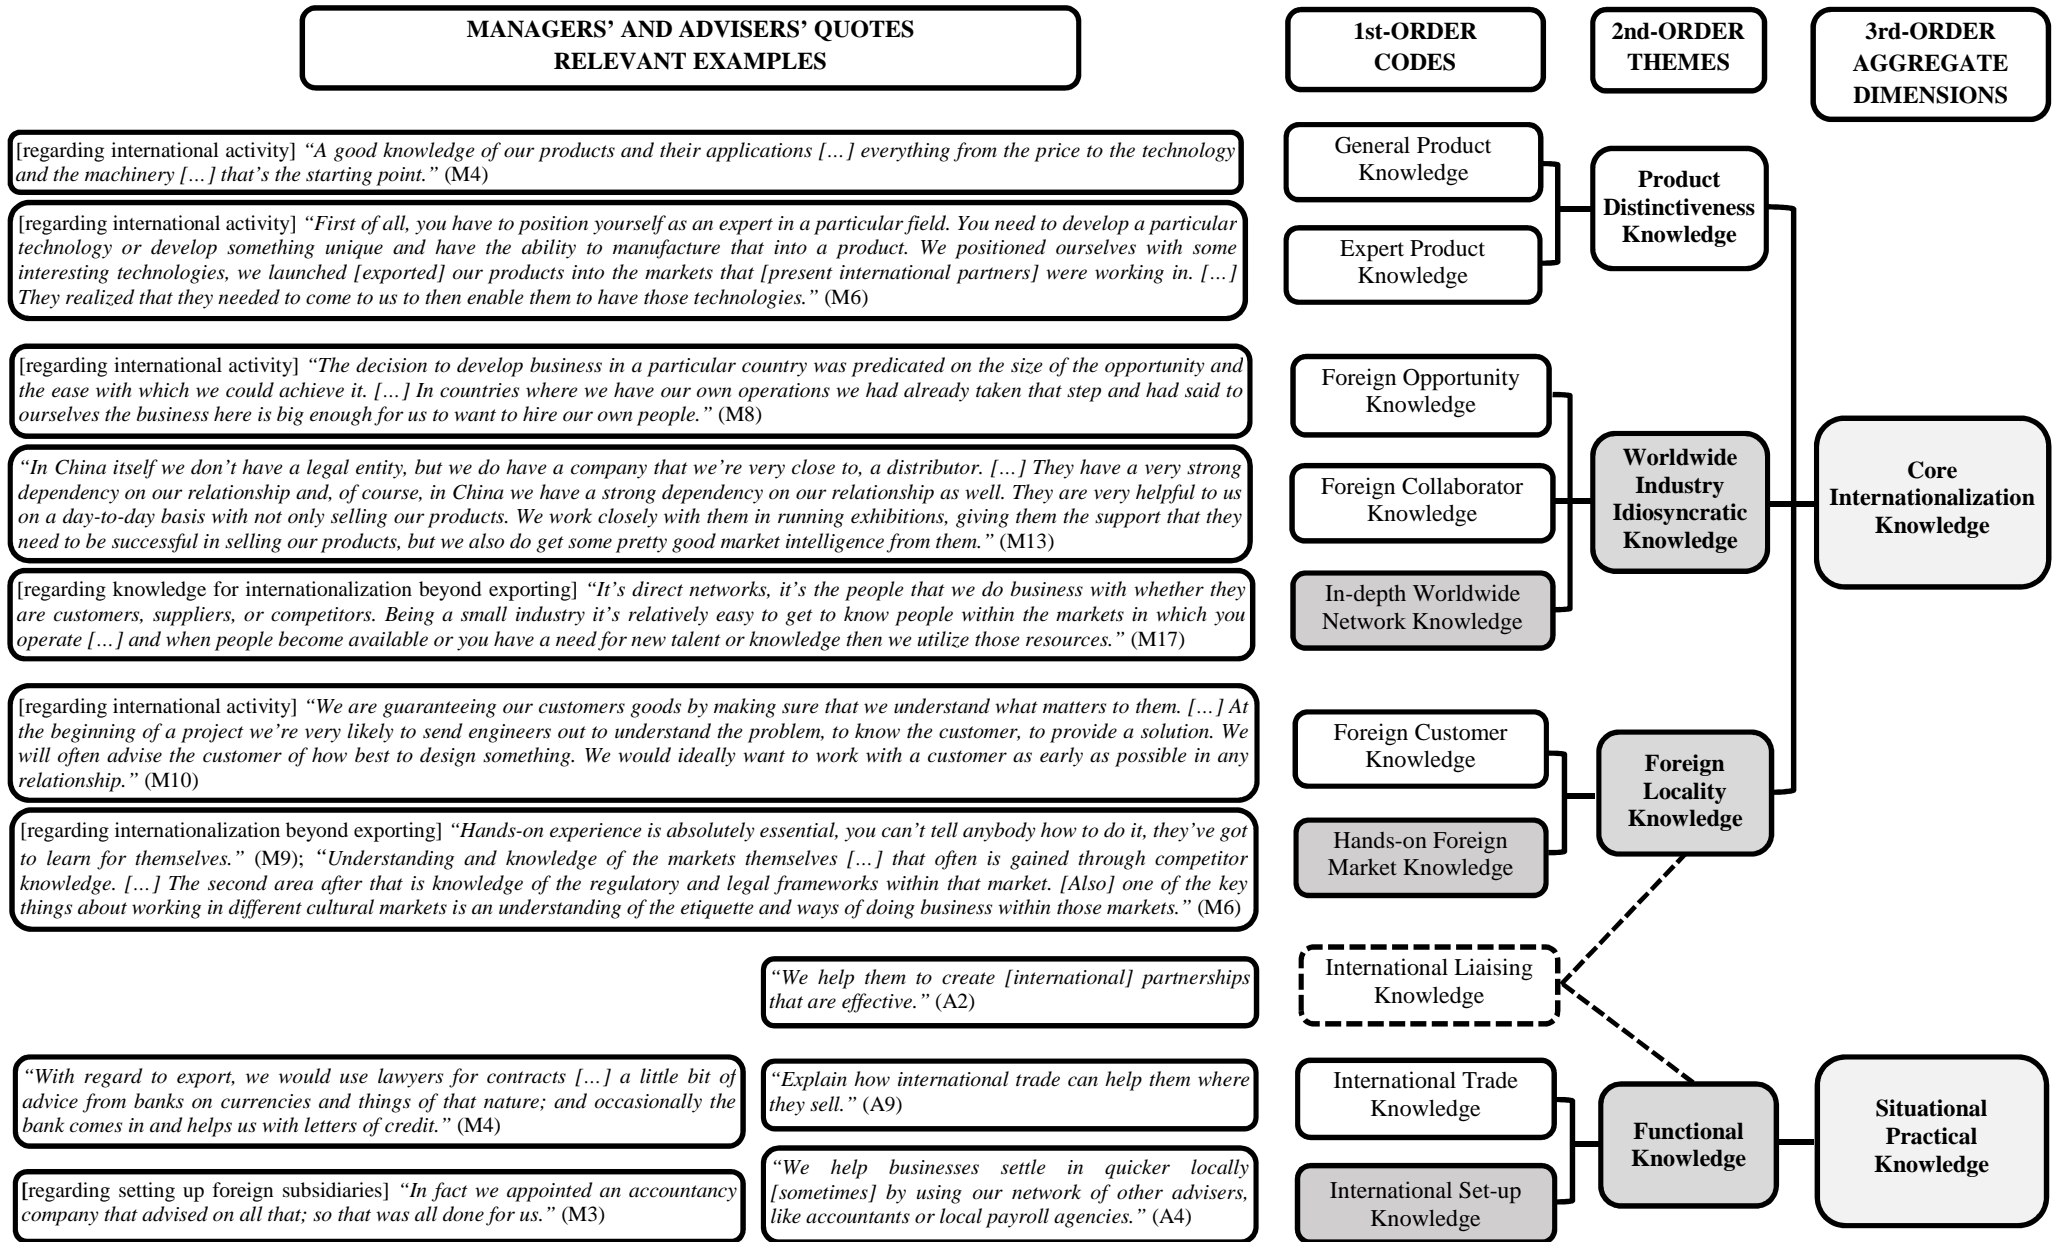 MANAGERS’ AND ADVISERS’ QUOTES
RELEVANT EXAMPLES
1st-ORDER
CODES
2nd-ORDER
THEMES
3rd-ORDER
AGGREGATE
DIMENSIONS
[regarding international activity] “A good knowledge of our products and their applications […] everything from the price to the technology
and the machinery […] that’s the starting point.” (M4)
[regarding international activity] “First of all, you have to position yourself as an expert in a particular field. You need to develop a particular
technology or develop something unique and have the ability to manufacture that into a product. We positioned ourselves with some
interesting technologies, we launched [exported] our products into the markets that [present international partners] were working in. […]
They realized that they needed to come to us to then enable them to have those technologies.” (M6)
General Product
Knowledge
Expert Product
Knowledge
Product
Distinctiveness
Knowledge
[regarding international activity] “The decision to develop business in a particular country was predicated on the size of the opportunity and
the ease with which we could achieve it. […] In countries where we have our own operations we had already taken that step and had said to
ourselves the business here is big enough for us to want to hire our own people.” (M8)
“In China itself we don’t have a legal entity, but we do have a company that we’re very close to, a distributor. […] They have a very strong
dependency on our relationship and, of course, in China we have a strong dependency on our relationship as well. They are very helpful to us
on a day-to-day basis with not only selling our products. We work closely with them in running exhibitions, giving them the support that they
need to be successful in selling our products, but we also do get some pretty good market intelligence from them.” (M13)
[regarding knowledge for internationalization beyond exporting] “It’s direct networks, it’s the people that we do business with whether they
are customers, suppliers, or competitors. Being a small industry it’s relatively easy to get to know people within the markets in which you
operate […] and when people become available or you have a need for new talent or knowledge then we utilize those resources.” (M17)
Foreign Opportunity
Knowledge
Foreign Collaborator
Knowledge
In-depth Worldwide
Network Knowledge
Worldwide
Industry
Idiosyncratic
Knowledge
Core
Internationalization
Knowledge
[regarding international activity] “We are guaranteeing our customers goods by making sure that we understand what matters to them. […] At
the beginning of a project we’re very likely to send engineers out to understand the problem, to know the customer, to provide a solution. We
will often advise the customer of how best to design something. We would ideally want to work with a customer as early as possible in any
relationship.” (M10)
[regarding internationalization beyond exporting] “Hands-on experience is absolutely essential, you can’t tell anybody how to do it, they’ve got
to learn for themselves.” (M9); “Understanding and knowledge of the markets themselves […] that often is gained through competitor
knowledge. […] The second area after that is knowledge of the regulatory and legal frameworks within that market. [Also] one of the key
things about working in different cultural markets is an understanding of the etiquette and ways of doing business within those markets.” (M6)
Foreign Customer
Knowledge
Hands-on Foreign
Market Knowledge
Foreign
Locality
Knowledge
“We help them to create [international] partnerships
that are effective.” (A2)
International Liaising
Knowledge
“With regard to export, we would use lawyers for contracts […] a little bit of
advice from banks on currencies and things of that nature; and occasionally the
bank comes in and helps us with letters of credit.” (M4)
“Explain how international trade can help them where
they sell.” (A9)
International Trade
Knowledge
[regarding setting up foreign subsidiaries] “In fact we appointed an accountancy
company that advised on all that; so that was all done for us.” (M3)
“We help businesses settle in quicker locally
[sometimes] by using our network of other advisers,
like accountants or local payroll agencies.” (A4)
International Set-up
Knowledge
Functional
Knowledge
Situational
Practical
Knowledge